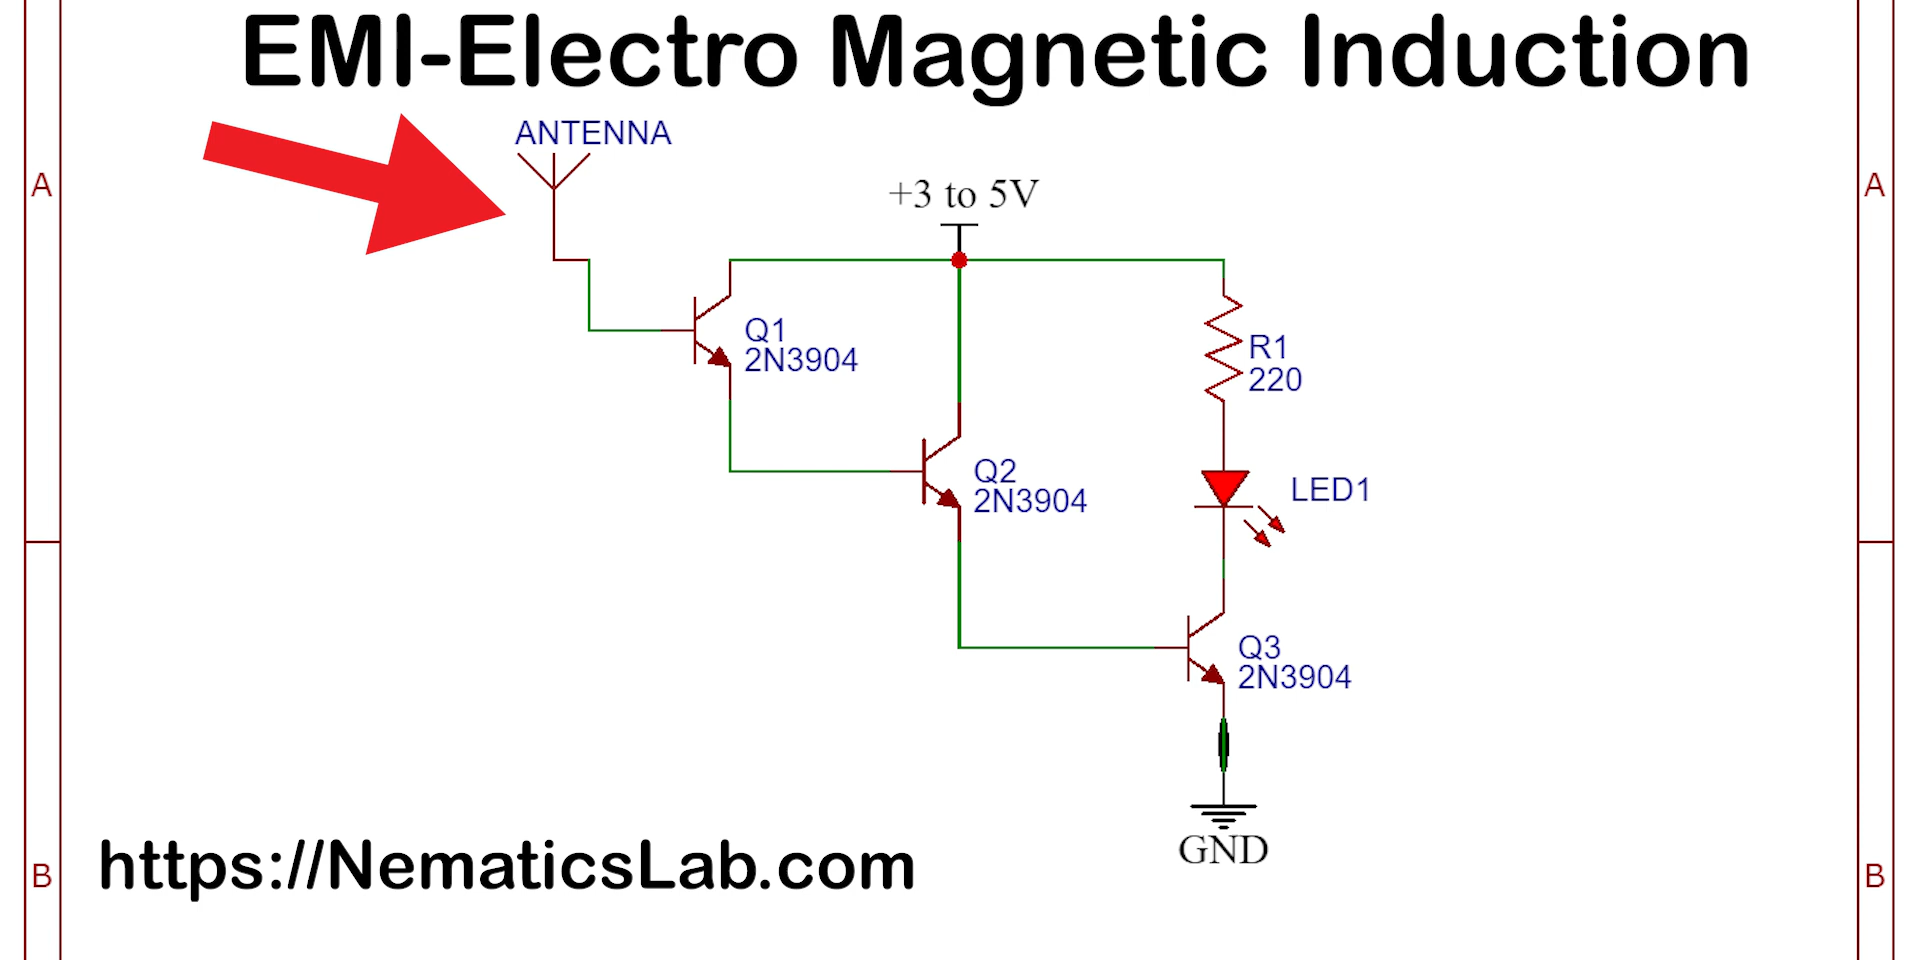 EMI-Electro Magnetic Induction
ANTENNA
+3 to 5V
A
A
Q1
2N3904
R1
220
Q2
2N3904
LED1
Q3
2N3904
GND
https://NematicsLab.com
B
B